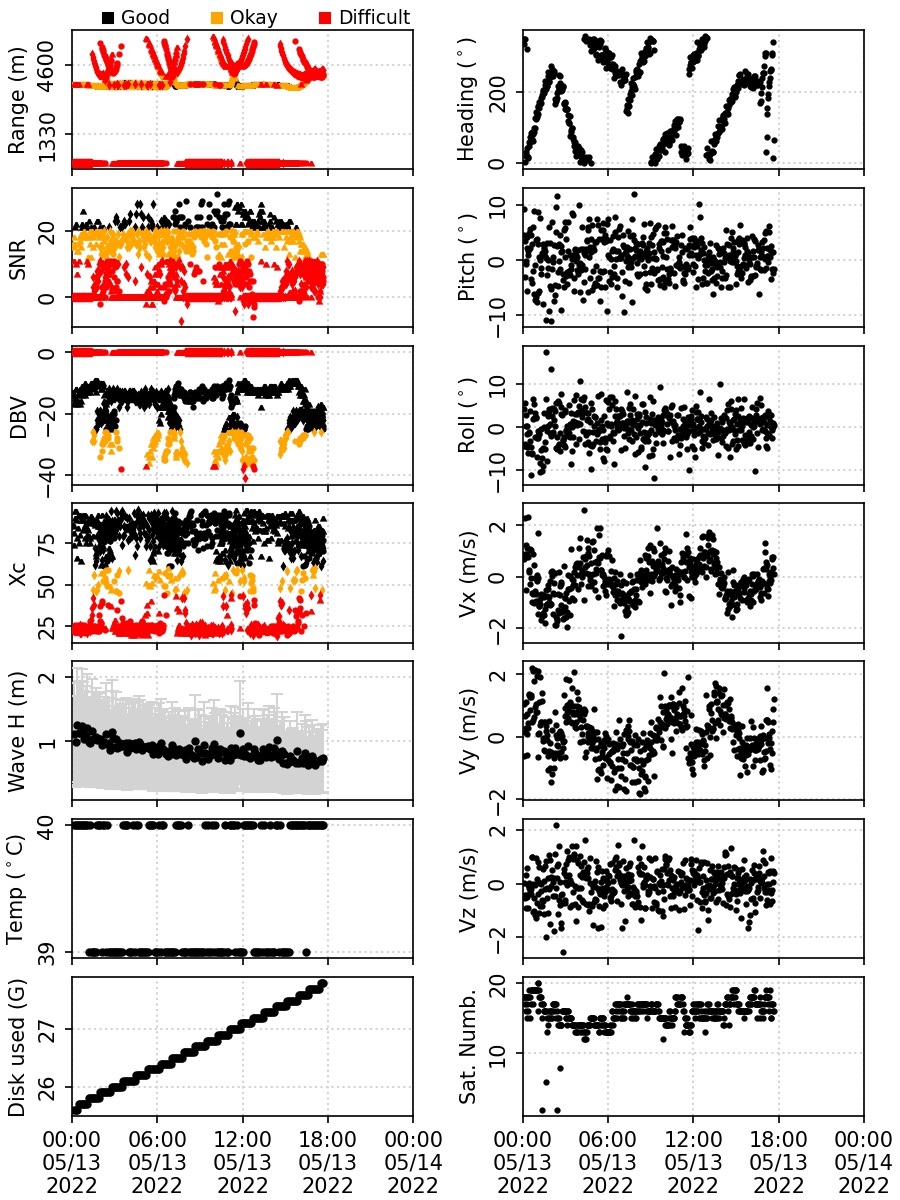 Good Okay Difficult
Range (m)
4600
1330
Heading (°)
200
0
SNR
20
0
Pitch (°)
10
0
−10
DBV
0
−20
−40
Roll (°)
10
0
−10
Xc
75
50
25
Vx (m/s)
2
0
−2
Wave H (m)
2
1
Vy (m/s)
2
0
−2
Temp (°C)
40
39
Vz (m/s)
2
0
−2
Disk used (G)
27
26
Sat. Numb.
20
10
00:00 06:00 12:00 18:00 00:00
05/13 05/13 05/13 05/13 05/14
2022 2022 2022 2022 2022
00:00 06:00 12:00 18:00 00:00
05/13 05/13 05/13 05/13 05/14
2022 2022 2022 2022 2022